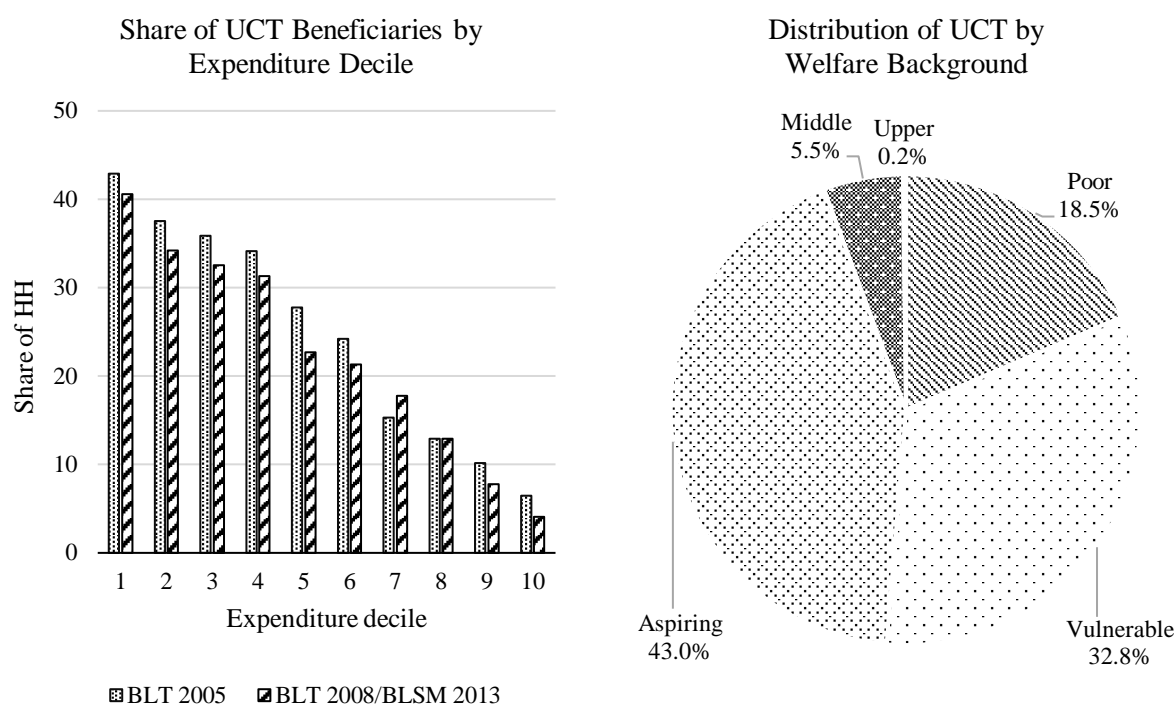 Share of UCT Beneficiaries by
Expenditure Decile
50
40
30
20
10
0
Share of HH
1 2 3 4 5 6 7 8 9 10
Expenditure decile
BLT 2005 BLT 2008/BLSM 2013
Distribution of UCT by
Welfare Background
Middle
5.5%
Upper
0.2%
Poor
18.5%
Aspiring
43.0%
Vulnerable
32.8%